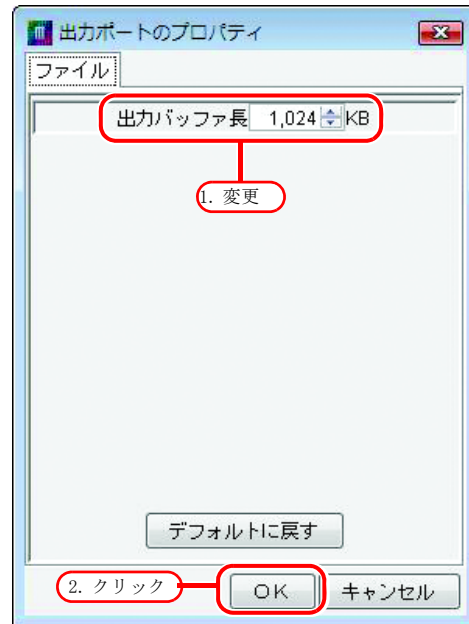 出力ポートのプロパティ
ファイル
出力バッファ長 1,024 KB
1. 変更
デフォルトに戻す
2. クリック OK キャンセル